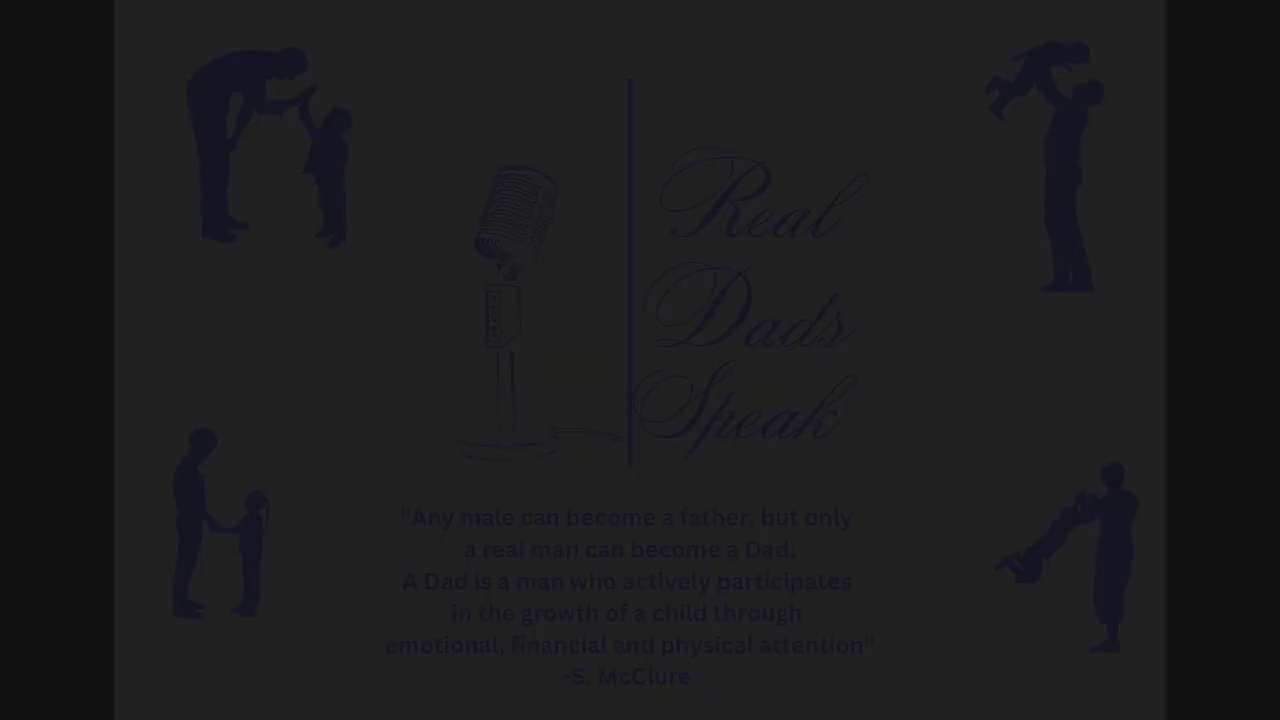 Real
Dads
Speak
"Any male can become a father, but only
a real man can become a Dad.
A Dad is a man who actively participates
in the growth of a child through
emotional, financial and physical attention"
-S. McClure